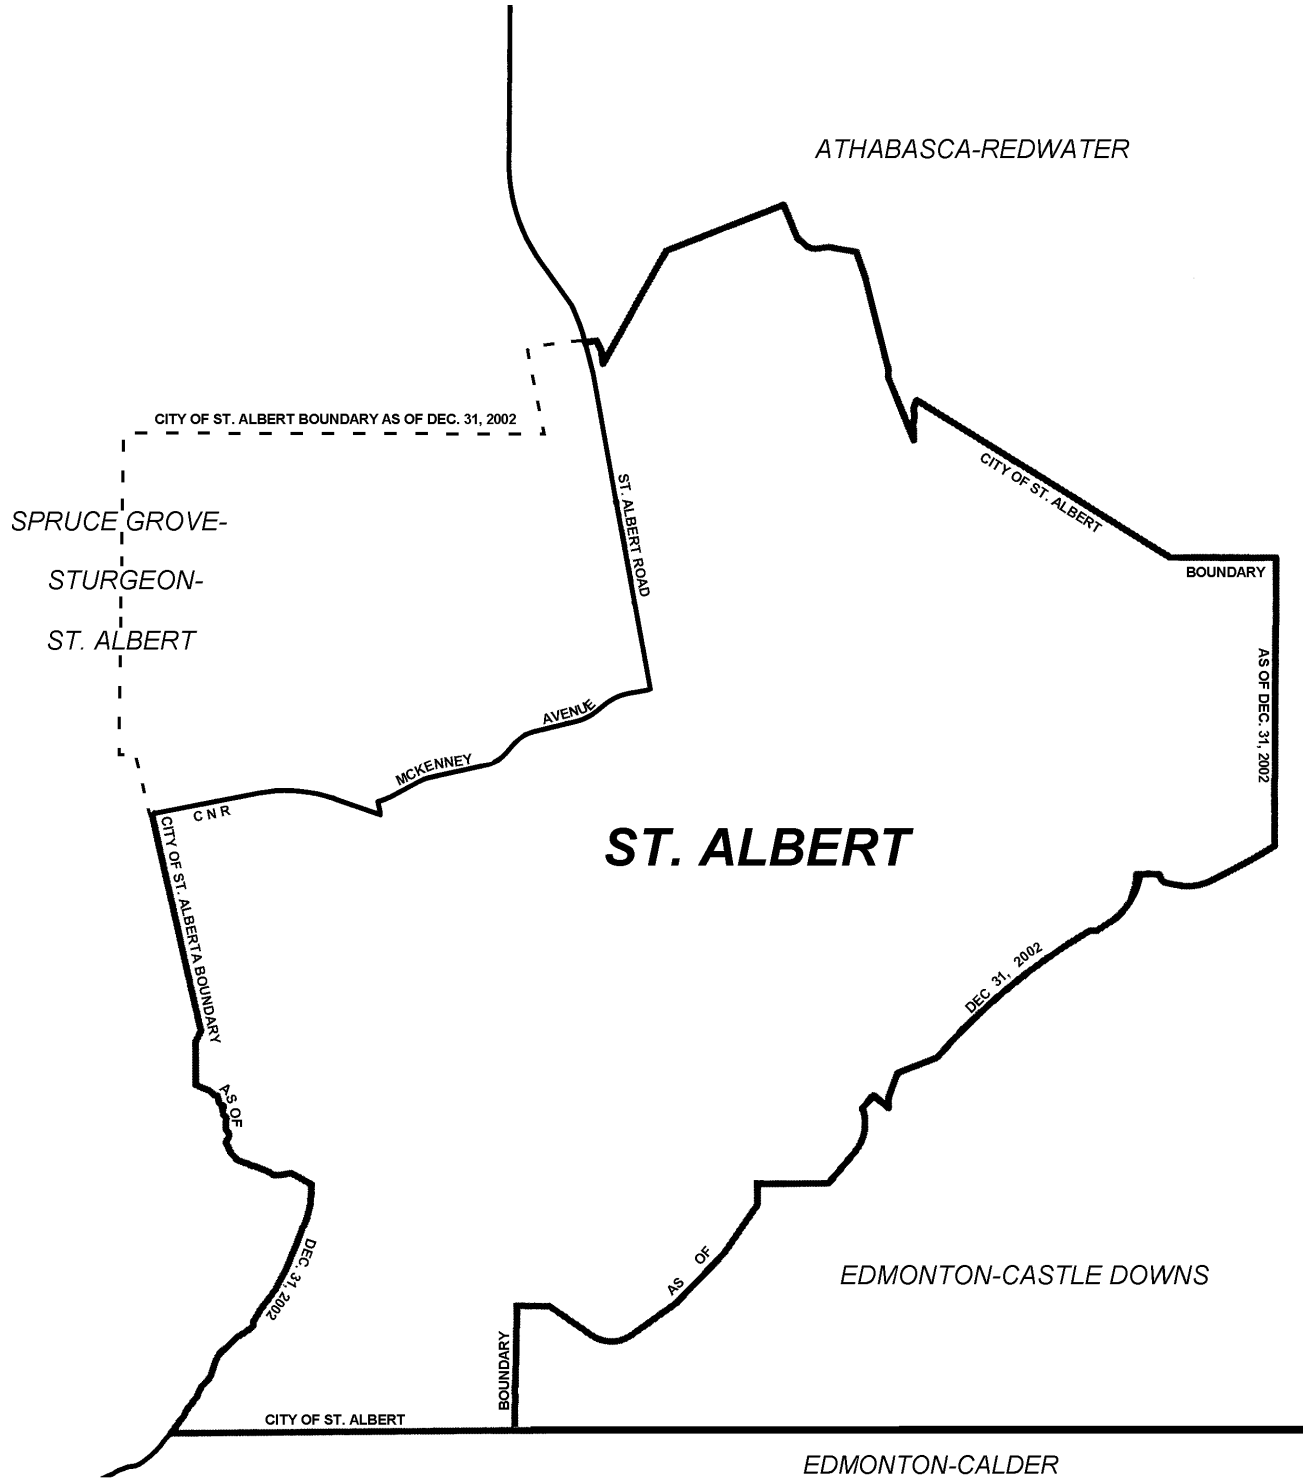 ATHABASCA-REDWATER
CITY OF ST. ALBERT BOUNDARY AS OF DEC. 31, 2002
SPRUCE GROVE-
STURGEON-
ST. ALBERT
ST. ALBERT ROAD
CITY OF ST. ALBERT
BOUNDARY
AS OF DEC. 31, 2002
AVENUE
MCKENNEY
C N R
ST. ALBERT
CITY OF ST. ALBERTA BOUNDARY
DEC 31, 2002
AS OF
DEC. 31, 2002
AS OF
EDMONTON-CASTLE DOWNS
BOUNDARY
CITY OF ST. ALBERT
EDMONTON-CALDER